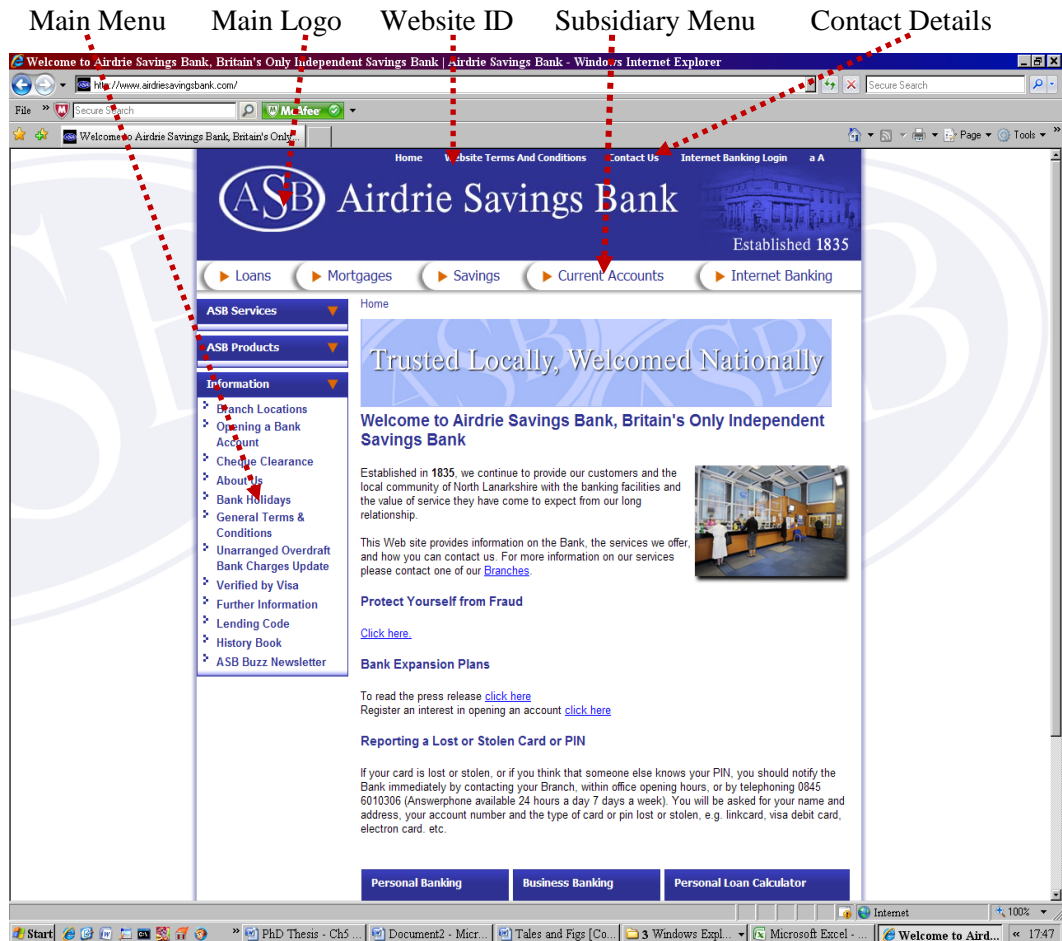 Main Menu Main Logo Website ID Subsidiary Menu Contact Details
Welcome to Airdrie Savings Bank, Britain's Only Independent Savings Bank | Airdrie Savings Bank - Windows Internet Explorer
http://www.airdriesavingsbank.com/ Secure Search
File » Secure Search McAfee
Welcome to Airdrie Savings Bank, Britain's Only... Page Tools »
Home Website Terms And Conditions Contact Us Internet Banking Login a A
ASB Airdrie Savings Bank
Established 1835
Loans Mortgages Savings Current Accounts Internet Banking
ASB Services
ASB Products
Information
Branch Locations
Opening a Bank
Account
Cheque Clearance
About Us
Bank Holidays
General Terms &
Conditions
Unarranged Overdraft
Bank Charges Update
Verified by Visa
Further Information
Lending Code
History Book
ASB Buzz Newsletter
Home
Trusted Locally, Welcomed Nationally
Welcome to Airdrie Savings Bank, Britain's Only Independent
Savings Bank
Established in 1835, we continue to provide our customers and the
local community of North Lanarkshire with the banking facilities and
the value of service they have come to expect from our long
relationship.
This Web site provides information on the Bank, the services we offer,
and how you can contact us. For more information on our services
please contact one of our Branches.
Protect Yourself from Fraud
Click here.
Bank Expansion Plans
To read the press release click here
Register an interest in opening an account click here
Reporting a Lost or Stolen Card or PIN
If your card is lost or stolen, or if you think that someone else knows your PIN, you should notify the
Bank immediately by contacting your Branch, within office opening hours, or by telephoning 0845
6010306 (Answerphone available 24 hours a day 7 days a week). You will be asked for your name and
address, your account number and the type of card or pin lost or stolen, e.g. linkcard, visa debit card,
electron card. etc.
Personal Banking Business Banking Personal Loan Calculator
Internet 100%
Start » PhD Thesis - Ch5 ... Document2 - Micr... Tales and Figs [Co... 3 Windows Expl... Microsoft Excel - ... Welcome to Aird... « 17:47